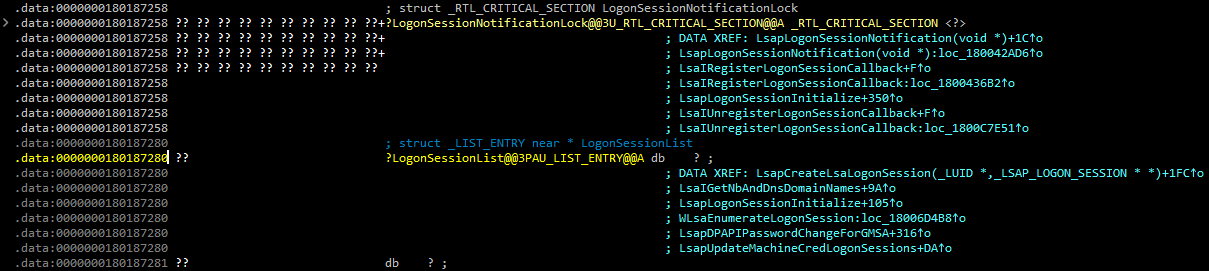 .data:0000000180187258 ; struct _RTL_CRITICAL_SECTION LogonSessionNotificationLock
.data:0000000180187258 ?? ?? ?? ?? ?? ?? ?? ?? ?? ??+?LogonSessionNotificationLock@@3U_RTL_CRITICAL_SECTION@@A _RTL_CRITICAL_SECTION <?>
.data:0000000180187258 ?? ?? ?? ?? ?? ?? ?? ?? ?? ??+ ; DATA XREF: LsapLogonSessionNotification(void *)+1C↑o
.data:0000000180187258 ?? ?? ?? ?? ?? ?? ?? ?? ?? ??+ ; LsapLogonSessionNotification(void *):loc_180042AD6↑o
.data:0000000180187258 ?? ?? ?? ?? ?? ?? ?? ?? ?? ?? ; LsaIRegisterLogonSessionCallback+F↑o
.data:0000000180187258 ; LsaIRegisterLogonSessionCallback:loc_1800436B2↑o
.data:0000000180187258 ; LsapLogonSessionInitialize+350↑o
.data:0000000180187258 ; LsaIUnregisterLogonSessionCallback+F↑o
.data:0000000180187258 ; LsaIUnregisterLogonSessionCallback:loc_1800C7E51↑o
.data:0000000180187280 ; struct _LIST_ENTRY near * LogonSessionList
.data:0000000180187280 ?? ?LogonSessionList@@3PAU_LIST_ENTRY@@A db ? ;
.data:0000000180187280 ; DATA XREF: LsapCreateLsaLogonSession(_LUID *,_LSAP_LOGON_SESSION * *)+1FC↑o
.data:0000000180187280 ; LsaIGetNbAndDnsDomainNames+9A↑o
.data:0000000180187280 ; LsapLogonSessionInitialize+105↑o
.data:0000000180187280 ; WLsaEnumerateLogonSession:loc_18006D4B8↑o
.data:0000000180187280 ; LsapDPAPIPasswordChangeForGMSA+316↑o
.data:0000000180187280 ; LsapUpdateMachineCredLogonSessions+DA↑o
.data:0000000180187281 ?? db ? ;